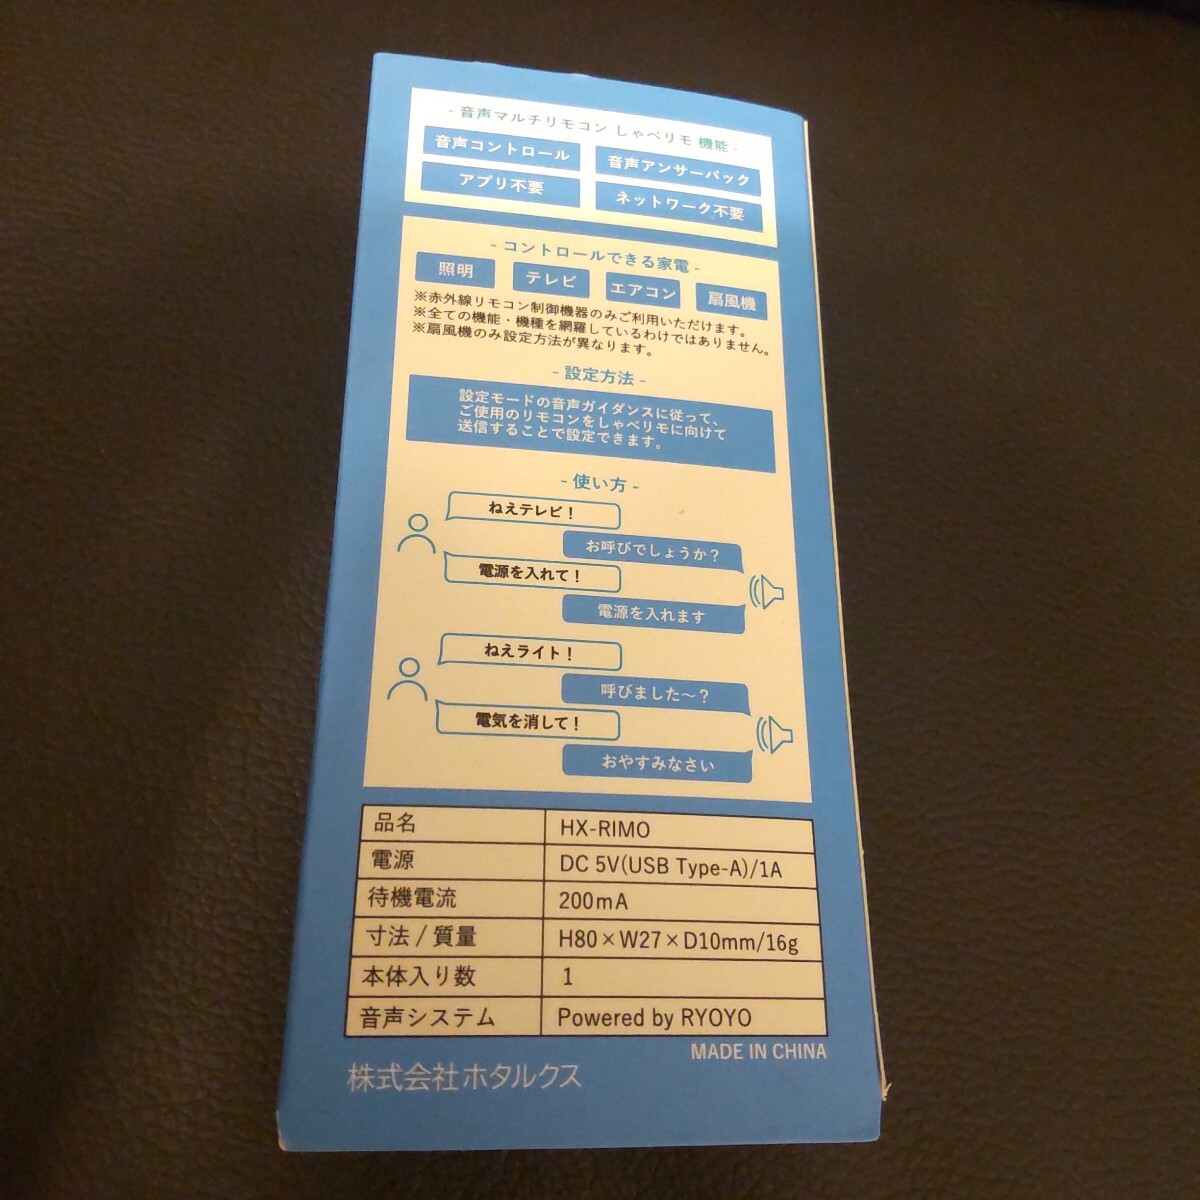 - 音声マルチリモコン しゃべリモ 機能 -
音声コントロール 音声アンサーバック
アプリ不要 ネットワーク不要
- コントロールできる家電 -
照明 テレビ エアコン 扇風機
※赤外線リモコン制御機器のみご利用いただけます。
※全ての機能・機種を網羅しているわけではありません。
※扇風機のみ設定方法が異なります。
- 設定方法 -
設定モードの音声ガイダンスに従って、
ご使用のリモコンをしゃべリモに向けて
送信することで設定できます。
- 使い方 -
ねえテレビ！
お呼びでしょうか？
電源を入れて！
電源を入れます
ねえライト！
呼びました〜？
電気を消して！
おやすみなさい
品名 HX-RIMO
電源 DC 5V(USB Type-A)/1A
待機電流 200mA
寸法 / 質量 H80×W27×D10mm/16g
本体入り数 1
音声システム Powered by RYOYO
MADE IN CHINA
株式会社ホタルクス